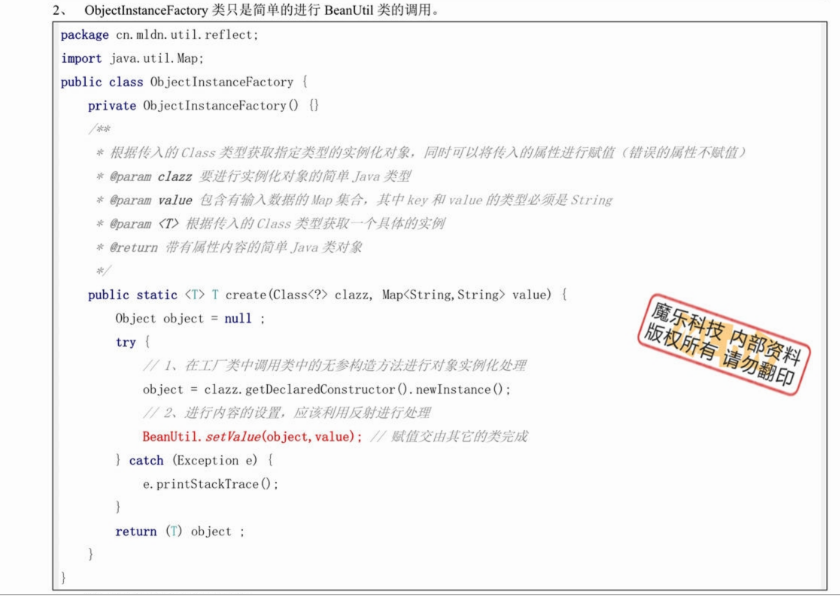 2、 ObjectInstanceFactory 类只是简单的进行 BeanUtil 类的调用。
package cn.mldn.util.reflect;
import java.util.Map;
public class ObjectInstanceFactory {
    private ObjectInstanceFactory() {}
    /**
     * 根据传入的 Class 类型获取指定类型的实例化对象，同时可以将传入的属性进行赋值（错误的属性不赋值）
     * @param clazz 要进行实例化对象的简单 Java 类型
     * @param value 包含有输入数据的 Map 集合，其中 key 和 value 的类型必须是 String
     * @param <T> 根据传入的 Class 类型获取一个具体的实例
     * @return 带有属性内容的简单 Java 类对象
     */
    public static <T> T create(Class<?> clazz, Map<String,String> value) {
        Object object = null ;
        try {
            // 1、在工厂类中调用类中的无参构造方法进行对象实例化处理
            object = clazz.getDeclaredConstructor().newInstance();
            // 2、进行内容的设置，应该利用反射进行处理
            BeanUtil.setValue(object,value); // 赋值交由其它的类完成
        } catch (Exception e) {
            e.printStackTrace();
        }
        return (T) object ;
    }
}
魔乐科技 内部资料
版权所有 请勿翻印